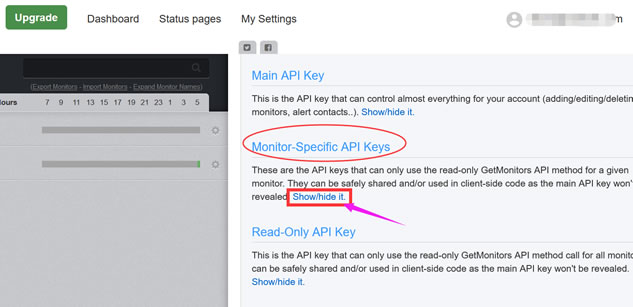 Upgrade Dashboard Status pages My Settings m
(Export Monitors - Import Monitors - Expand Monitor Names)
ours 7 9 11 13 15 17 19 21 23 1 3 5
Main API Key
This is the API key that can control almost everything for your account (adding/editing/deletin
monitors, alert contacts..). Show/hide it.
Monitor-Specific API Keys
These are the API keys that can only use the read-only GetMonitors API method for a given
monitor. They can be safely shared and/or used in client-side code as the main API key won'
revealed. Show/hide it.
Read-Only API Key
This is the API key that can only use the read-only GetMonitors API method call for all monito
can be safely shared and/or used in client-side code as the main API key won't be revealed.
Show/hide it.